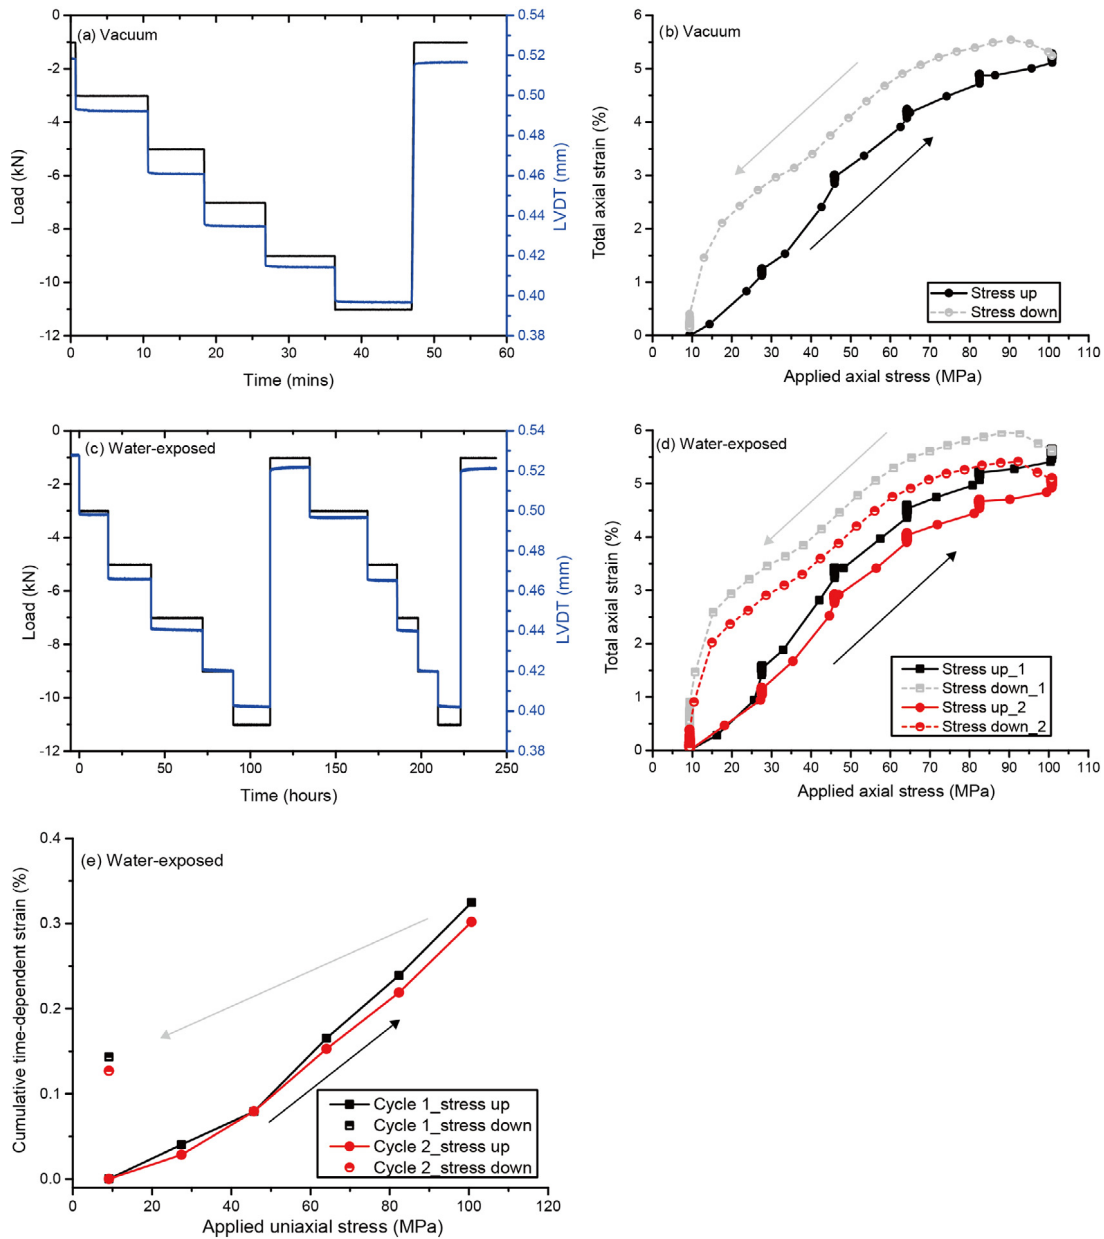 (a) Vacuum
0
-2
-4
-6
-8
-10
-12
Load (kN)
0.54
0.52
0.50
0.48
0.46
0.44
0.42
0.40
0.38
LVDT (mm)
0 10 20 30 40 50 60
Time (mins)
(b) Vacuum
6
5
4
3
2
1
0
Total axial strain (%)
Stress up
Stress down
0 10 20 30 40 50 60 70 80 90 100 110
Applied axial stress (MPa)
(c) Water-exposed
0
-2
-4
-6
-8
-10
-12
Load (kN)
0.54
0.52
0.50
0.48
0.46
0.44
0.42
0.40
0.38
LVDT (mm)
0 50 100 150 200 250
Time (hours)
(d) Water-exposed
6
5
4
3
2
1
0
Total axial strain (%)
Stress up_1
Stress down_1
Stress up_2
Stress down_2
0 10 20 30 40 50 60 70 80 90 100 110
Applied axial stress (MPa)
(e) Water-exposed
0.4
0.3
0.2
0.1
0.0
Cumulative time-dependent strain (%)
Cycle 1_stress up
Cycle 1_stress down
Cycle 2_stress up
Cycle 2_stress down
0 20 40 60 80 100 120
Applied uniaxial stress (MPa)